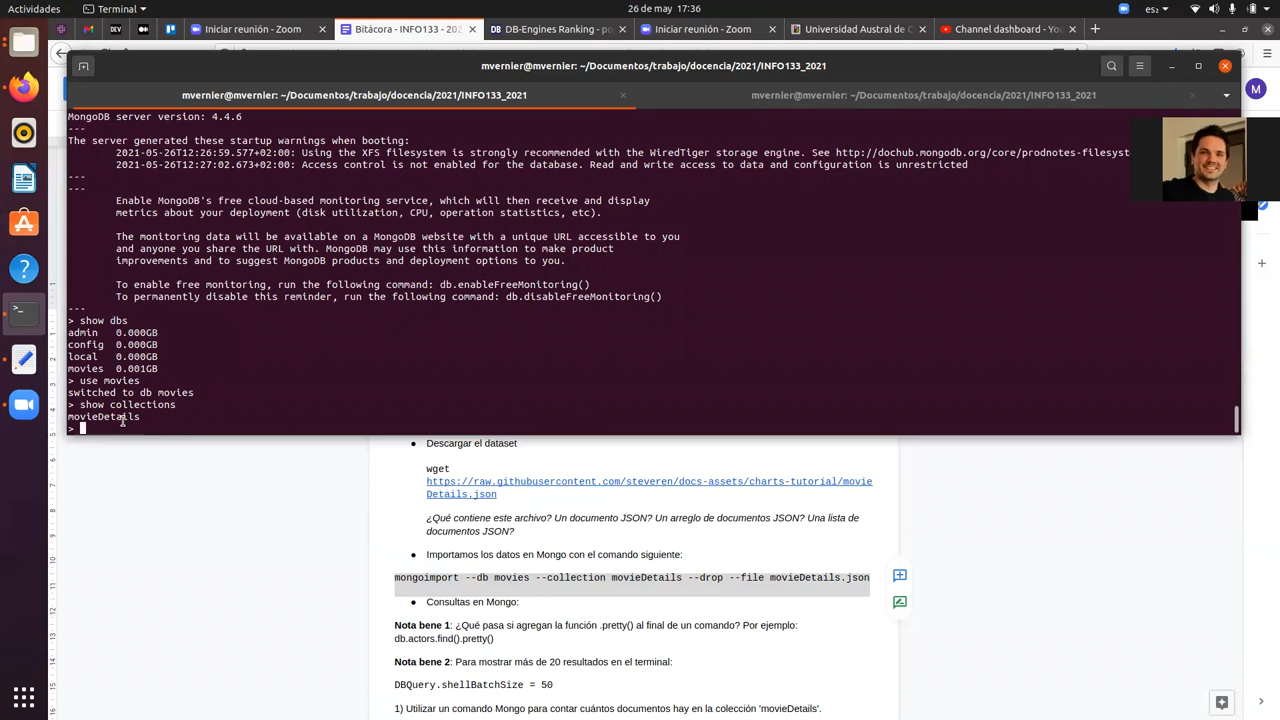 Actividades
Terminal
26 de may 17:36
es₂
Iniciar reunión - Zoom
Bitácora - INFO133 - 202
DB-Engines Ranking - po
Iniciar reunión - Zoom
Universidad Austral de C
Channel dashboard - Yo
mvernier@mvernier: ~/Documentos/trabajo/docencia/2021/INFO133_2021
mvernier@mvernier: ~/Documentos/trabajo/docencia/2021/INFO133_2021
mvernier@mvernier: ~/Documentos/trabajo/docencia/2021/INFO133_2021
MongoDB server version: 4.4.6
---
The server generated these startup warnings when booting:
2021-05-26T12:26:59.577+02:00: Using the XFS filesystem is strongly recommended with the WiredTiger storage engine. See http://dochub.mongodb.org/core/prodnotes-filesyst
2021-05-26T12:27:02.673+02:00: Access control is not enabled for the database. Read and write access to data and configuration is unrestricted
---
---
Enable MongoDB's free cloud-based monitoring service, which will then receive and display
metrics about your deployment (disk utilization, CPU, operation statistics, etc).
The monitoring data will be available on a MongoDB website with a unique URL accessible to you
and anyone you share the URL with. MongoDB may use this information to make product
improvements and to suggest MongoDB products and deployment options to you.
To enable free monitoring, run the following command: db.enableFreeMonitoring()
To permanently disable this reminder, run the following command: db.disableFreeMonitoring()
---
> show dbs
admin 0.000GB
config 0.000GB
local 0.000GB
movies 0.001GB
> use movies
switched to db movies
> show collections
movieDetails
>
● Descargar el dataset
wget
https://raw.githubusercontent.com/steveren/docs-assets/charts-tutorial/movie
Details.json
¿Qué contiene este archivo? Un documento JSON? Un arreglo de documentos JSON? Una lista de
documentos JSON?
● Importamos los datos en Mongo con el comando siguiente:
mongoimport --db movies --collection movieDetails --drop --file movieDetails.json
● Consultas en Mongo:
Nota bene 1: ¿Qué pasa si agregan la función .pretty() al final de un comando? Por ejemplo:
db.actors.find().pretty()
Nota bene 2: Para mostrar más de 20 resultados en el terminal:
DBQuery.shellBatchSize = 50
1) Utilizar un comando Mongo para contar cuántos documentos hay en la colección 'movieDetails'.